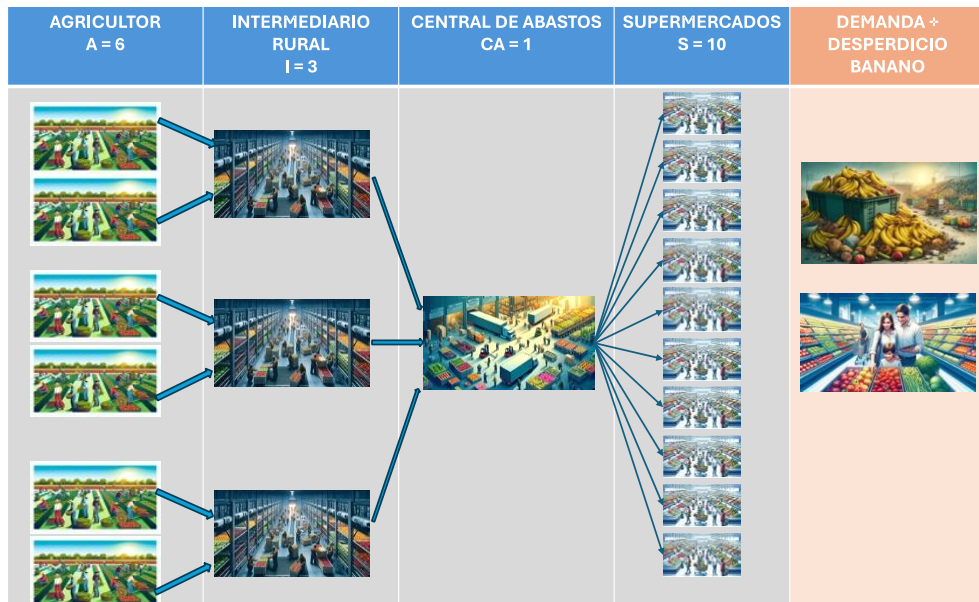 AGRICULTOR
A = 6
INTERMEDIARIO
RURAL
I = 3
CENTRAL DE ABASTOS
CA = 1
SUPERMERCADOS
S = 10
DEMANDA +
DESPERDICIO
BANANO